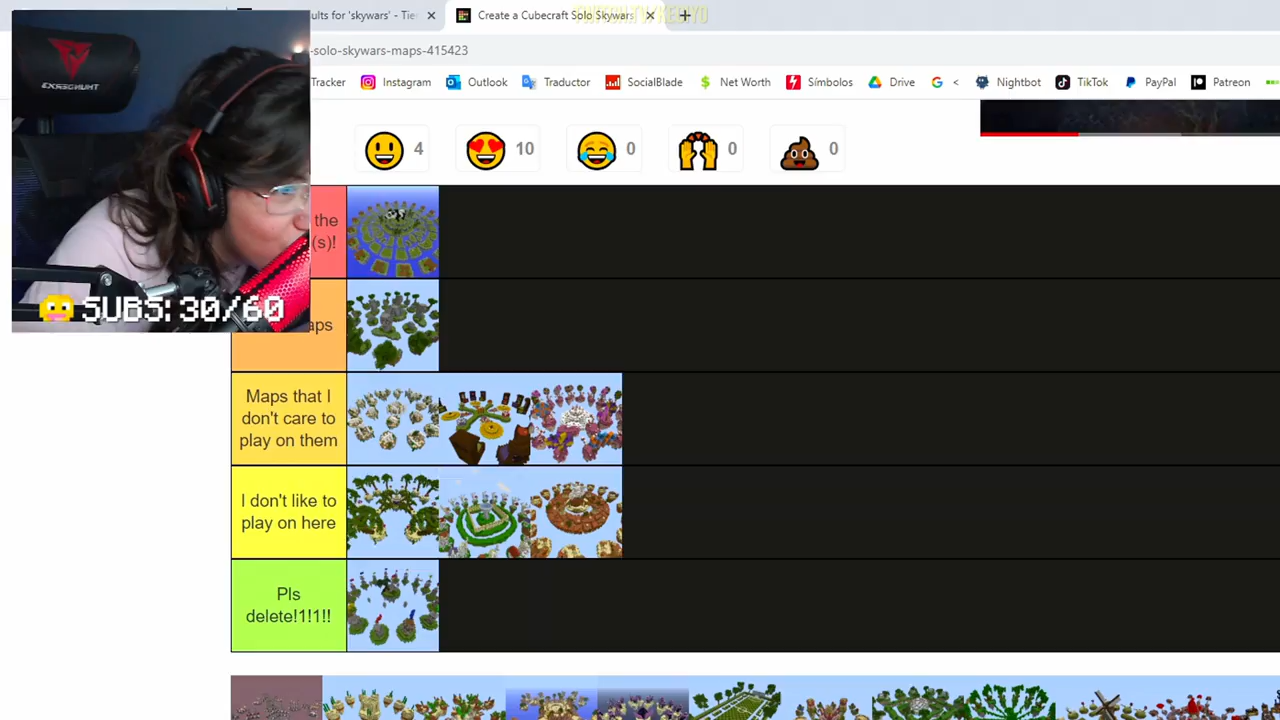 ults for 'skywars' - Tie
Create a Cubecraft Solo Skywars
-solo-skywars-maps-415423
Tracker Instagram Outlook Traductor SocialBlade Net Worth Símbolos Drive < Nightbot TikTok PayPal Patreon
4 10 0 0 0
the
(s)!
aps
Maps that I
don't care to
play on them
I don't like to
play on here
Pls
delete!1!1!!
SUBS: 30/60